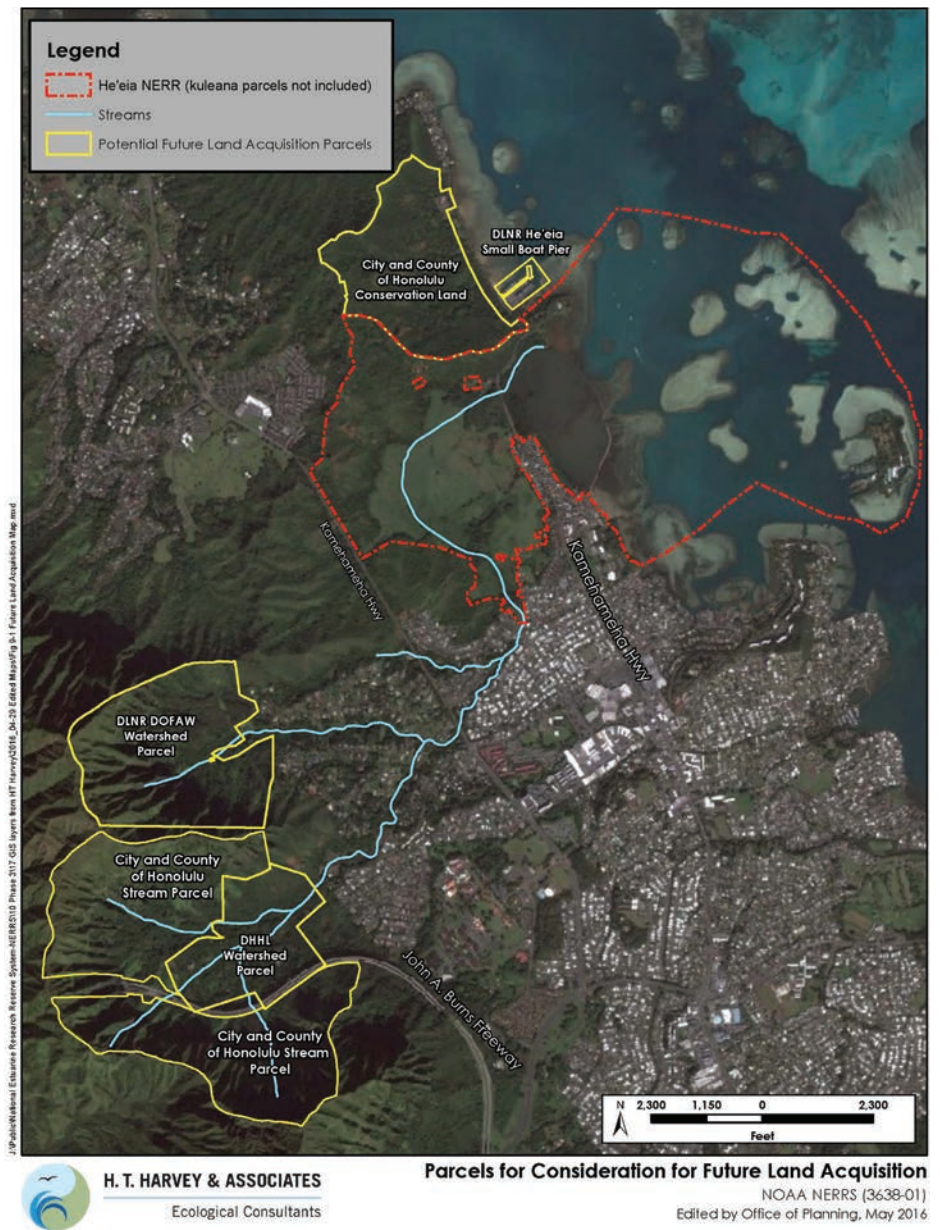 Legend
He'eia NERR (kuleana parcels not included)
Streams
Potential Future Land Acquisition Parcels
DLNR He'eia
Small Boat Pier
City and County
of Honolulu
Conservation Land
Kamehameha Hwy
Kamehameha Hwy
DLNR DOFAW
Watershed
Parcel
City and County
of Honolulu
Stream Parcel
DHHL
Watershed
Parcel
John A. Burns Freeway
City and County
of Honolulu Stream
Parcel
N
2,300 1,150 0 2,300
Feet
H. T. HARVEY & ASSOCIATES
Ecological Consultants
Parcels for Consideration for Future Land Acquisition
NOAA NERRS (3638-01)
Edited by Office of Planning, May 2016